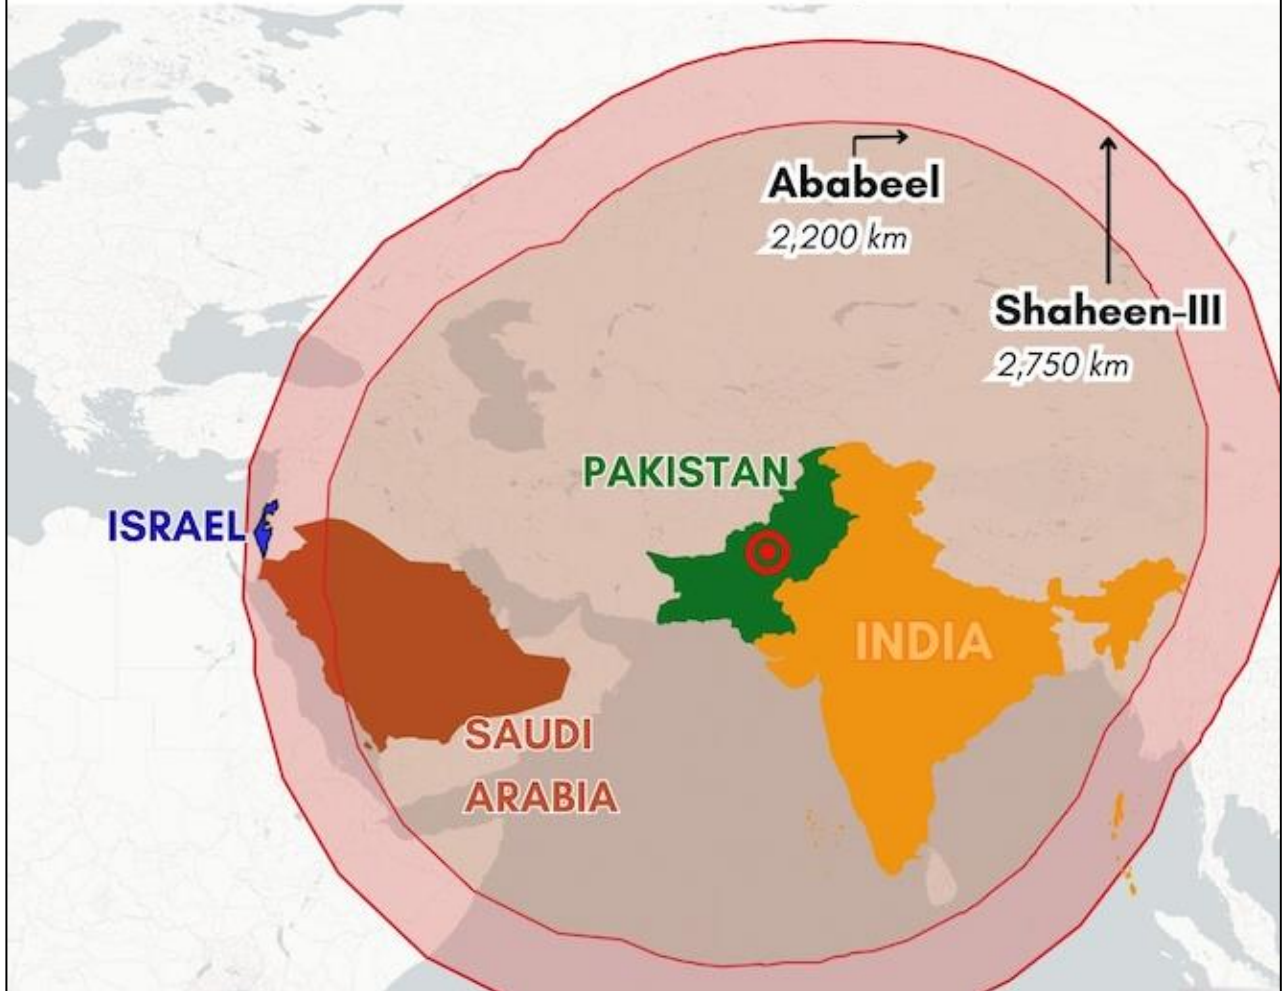 Ababeel
2,200 km
Shaheen-III
2,750 km
PAKISTAN
ISRAEL
INDIA
SAUDI
ARABIA